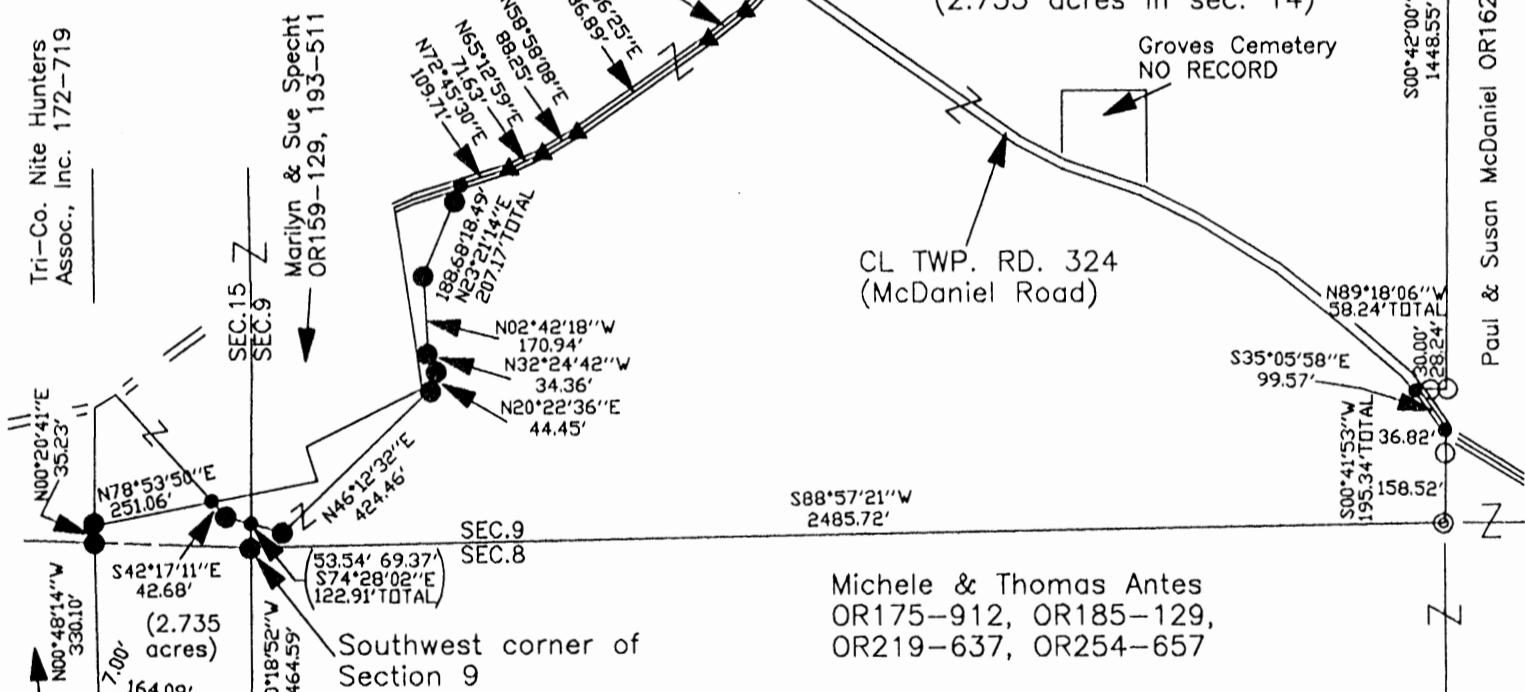 (2.735 acres in sec. 14)
Groves Cemetery
NO RECORD
S00°42'00"
1448.55'
Paul & Susan McDaniel OR162
Tri-Co. Nite Hunters
Assoc., Inc. 172-719
Marilyn & Sue Specht
OR159-129, 193-511
SEC.15
SEC.9
N72°45'30"E
109.71'
N65°12'59"E
71.63'
N58°58'08"E
88.25'
188.68' 18.49'
N23°21'14"E
207.17' TOTAL
N02°42'18"W
170.94'
N32°24'42"W
34.36'
N20°22'36"E
44.45'
N46°12'32"E
424.46'
CL TWP. RD. 324
(McDaniel Road)
N89°18'06"W
58.24' TOTAL
30.00'
28.24'
S35°05'58"E
99.57'
S00°41'53"W
195.34' TOTAL
36.82'
158.52'
N00°20'41"E
35.23'
N78°53'50"E
251.06'
S88°57'21"W
2485.72'
SEC.9
SEC.8
S42°17'11"E
42.68'
(53.54' 69.37'
S74°28'02"E
122.91' TOTAL)
N00°48'14"W
330.10'
(2.735
acres)
7.00'
164.09'
0°18'52"W
464.59'
Southwest corner of
Section 9
Michele & Thomas Antes
OR175-912, OR185-129,
OR219-637, OR254-657